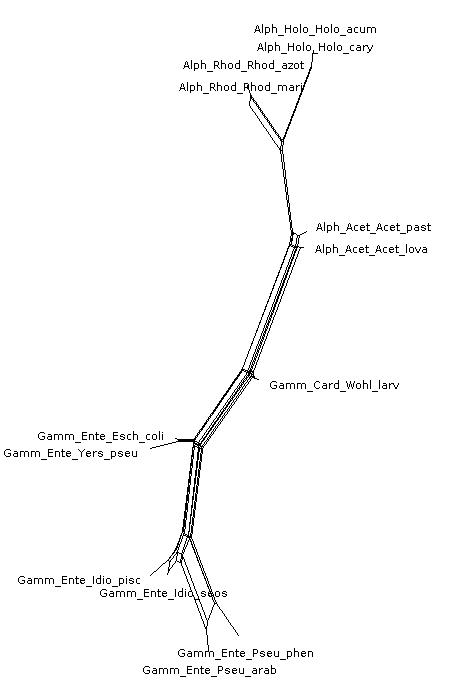 Alph_Holo_Holo_acum
Alph_Holo_Holo_cary
Alph_Rhod_Rhod_azot
Alph_Rhod_Rhod_mari
Alph_Acet_Acet_past
Alph_Acet_Acet_lova
Gamm_Card_Wohl_larv
Gamm_Ente_Esch_coli
Gamm_Ente_Yers_pseu
Gamm_Ente_Idio_pisc
Gamm_Ente_Idio_seos
Gamm_Ente_Pseu_phen
Gamm_Ente_Pseu_arab